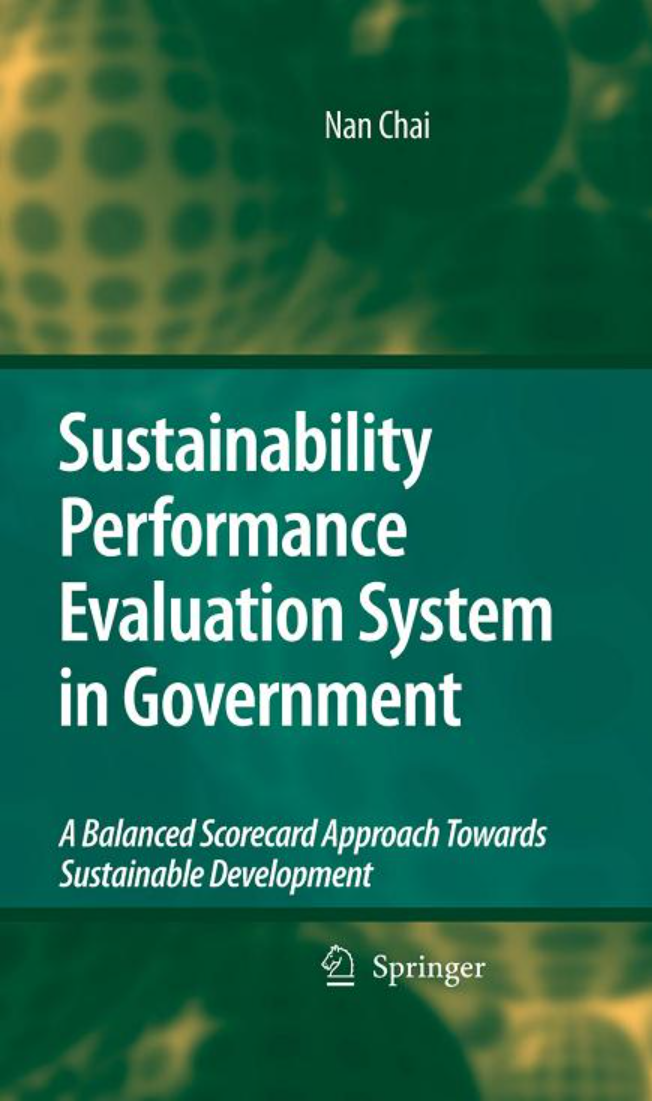 Nan Chai
Sustainability
Performance
Evaluation System
in Government
A Balanced Scorecard Approach Towards
Sustainable Development
Springer